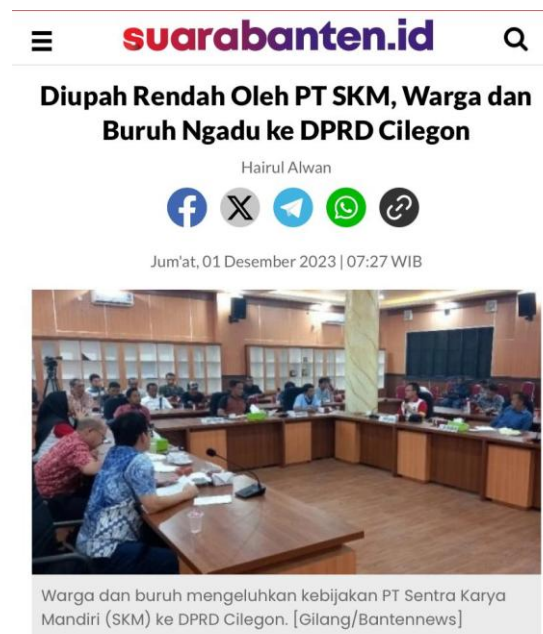 suarabanten.id
Diupah Rendah Oleh PT SKM, Warga dan
Buruh Ngadu ke DPRD Cilegon
Hairul Alwan
Jum'at, 01 Desember 2023 | 07:27 WIB
Warga dan buruh mengeluhkan kebijakan PT Sentra Karya
Mandiri (SKM) ke DPRD Cilegon. [Gilang/Bantennews]